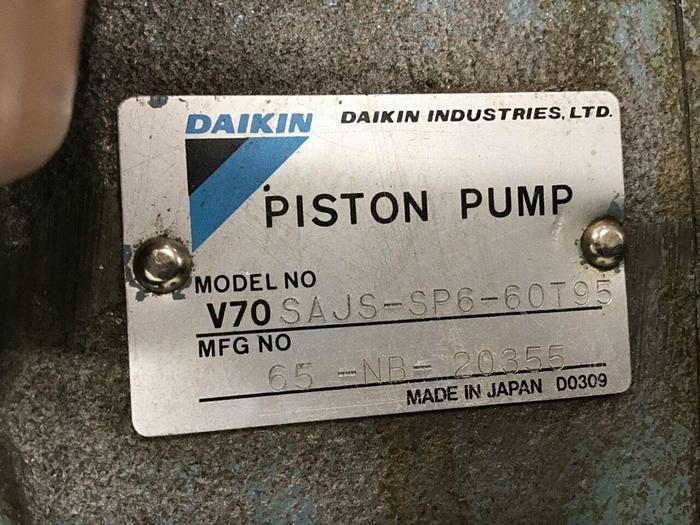 DAIKIN DAIKIN INDUSTRIES, LTD.
PISTON PUMP
MODEL NO
V70 SAJS-SP6-60T95
MFG NO
65 -NB- 20355
MADE IN JAPAN D0309